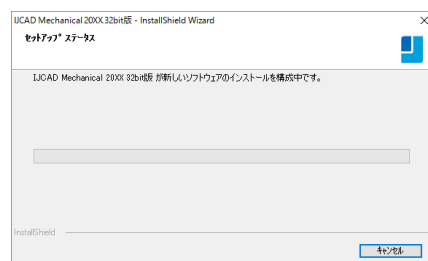 IJCAD Mechanical 20XX 32bit版 - InstallShield Wizard
セットアップ ステータス
IJCAD Mechanical 20XX 32bit版 が新しいソフトウェアのインストールを構成中です。
InstallShield
キャンセル